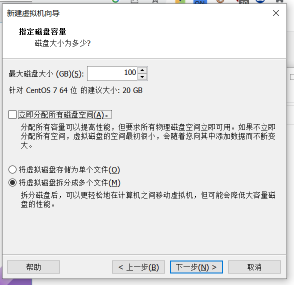 新建虚拟机向导
指定磁盘容量
磁盘大小为多少?
最大磁盘大小 (GB)(S): 100
针对 CentOS 7 64 位 的建议大小: 20 GB
立即分配所有磁盘空间(A)。
分配所有容量可以提高性能，但要求所有物理磁盘空间立即可用。如果不立即
分配所有空间，虚拟磁盘的空间最初很小，会随着您向其中添加数据而不断变
大。
将虚拟磁盘存储为单个文件(O)
将虚拟磁盘拆分成多个文件(M)
拆分磁盘后，可以更轻松地在计算机之间移动虚拟机，但可能会降低大容量磁
盘的性能。
帮助 < 上一步(B) 下一步(N) > 取消